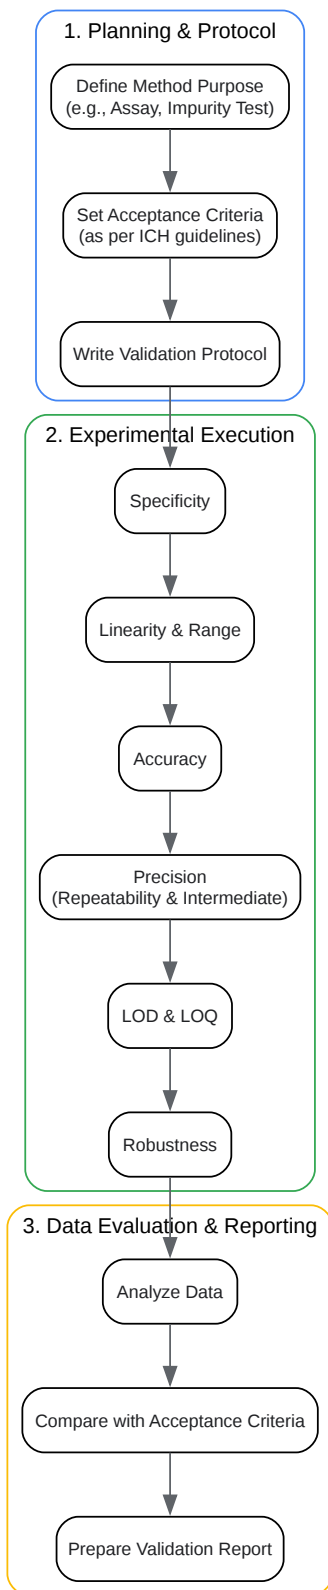 1. Planning & Protocol
Define Method Purpose
(e.g., Assay, Impurity Test)
Set Acceptance Criteria
(as per ICH guidelines)
Write Validation Protocol
2. Experimental Execution
Specificity
Linearity & Range
Accuracy
Precision
(Repeatability & Intermediate)
LOD & LOQ
Robustness
3. Data Evaluation & Reporting
Analyze Data
Compare with Acceptance Criteria
Prepare Validation Report